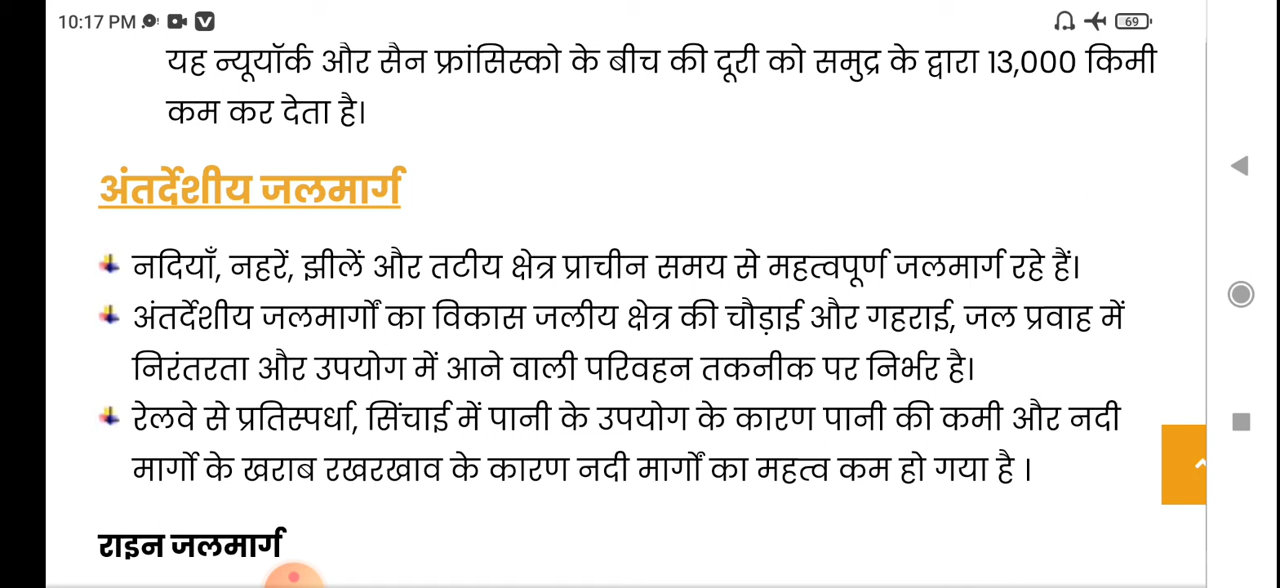 10:17 PM
69
यह न्यूयॉर्क और सैन फ्रांसिस्को के बीच की दूरी को समुद्र के द्वारा 13,000 किमी
कम कर देता है।
अंतर्देशीय जलमार्ग
नदियाँ, नहरें, झीलें और तटीय क्षेत्र प्राचीन समय से महत्वपूर्ण जलमार्ग रहे हैं।
अंतर्देशीय जलमार्गों का विकास जलीय क्षेत्र की चौड़ाई और गहराई, जल प्रवाह में
निरंतरता और उपयोग में आने वाली परिवहन तकनीक पर निर्भर है।
रेलवे से प्रतिस्पर्धा, सिंचाई में पानी के उपयोग के कारण पानी की कमी और नदी
मार्गो के खराब रखरखाव के कारण नदी मार्गों का महत्व कम हो गया है ।
राइन जलमार्ग